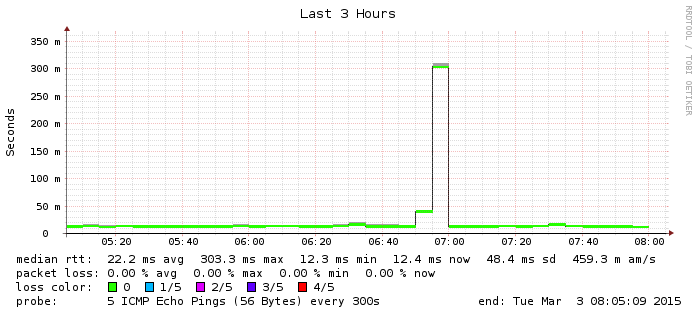 Last 3 Hours
RRDTOOL / TOBI OETIKER
Seconds
350 m
300 m
250 m
200 m
150 m
100 m
50 m
0
05:20 05:40 06:00 06:20 06:40 07:00 07:20 07:40 08:00
median rtt: 22.2 ms avg 303.3 ms max 12.3 ms min 12.4 ms now 48.4 ms sd 459.3 m am/s
packet loss: 0.00 % avg 0.00 % max 0.00 % min 0.00 % now
loss color: 0 1/5 2/5 3/5 4/5
probe: 5 ICMP Echo Pings (56 Bytes) every 300s end: Tue Mar 3 08:05:09 2015